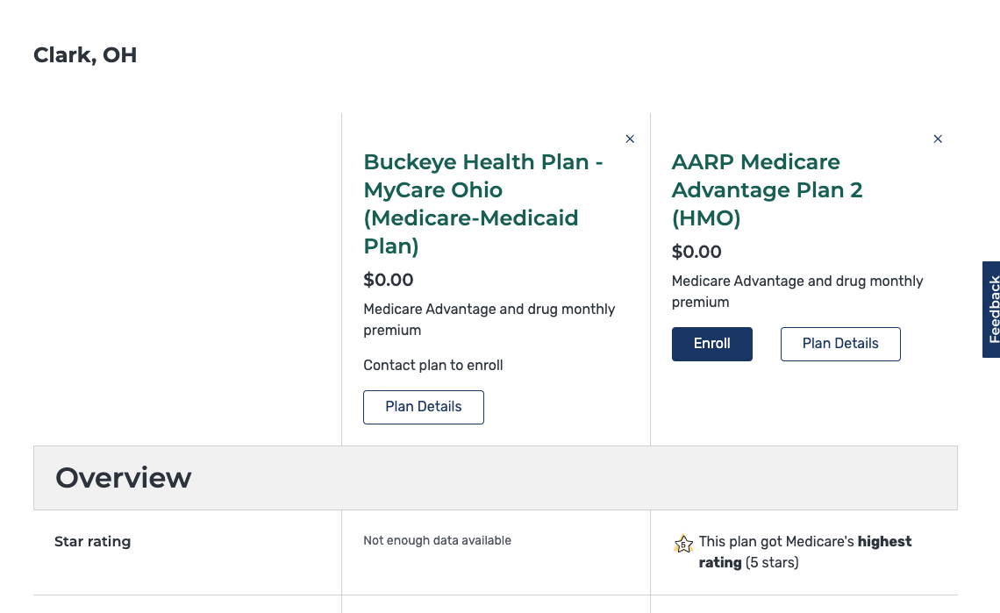 Clark, OH
×
Buckeye Health Plan -
MyCare Ohio
(Medicare-Medicaid
Plan)
$0.00
Medicare Advantage and drug monthly
premium
Contact plan to enroll
Plan Details
×
AARP Medicare
Advantage Plan 2
(HMO)
$0.00
Medicare Advantage and drug monthly
premium
Enroll
Plan Details
Feedback
Overview
Star rating
Not enough data available
5
This plan got Medicare's highest
rating (5 stars)